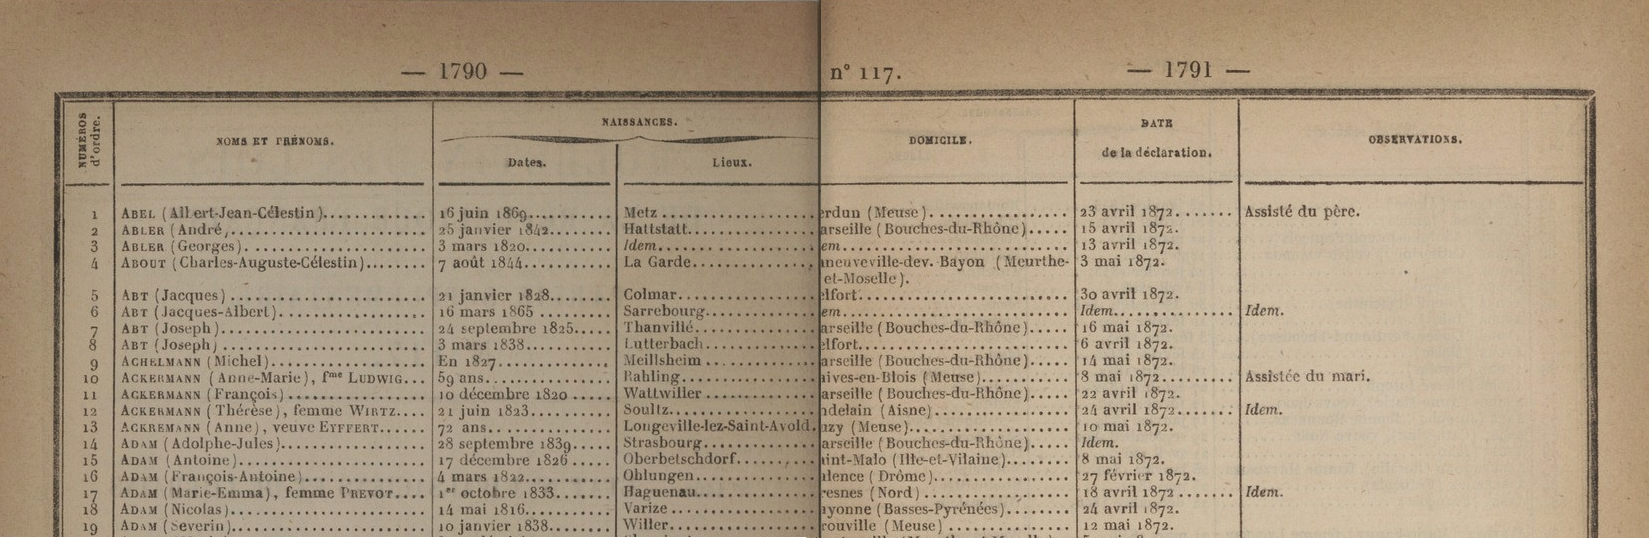 — 1790 —
n° 117.
— 1791 —
NUMÉROS d'ordre.
NOMS ET PRÉNOMS.
NAISSANCES.
Dates.
Lieux.
DOMICILE.
DATE
de la déclaration.
OBSERVATIONS.
1 ABEL (Albert-Jean-Célestin) 16 juin 1869 Metz erdun (Meuse) 23 avril 1872 Assisté du père.
2 ABLER (André) 25 janvier 1842 Hattstatt arseille (Bouches-du-Rhône) 15 avril 1872.
3 ABLER (Georges) 3 mars 1820 Idem em 13 avril 1872.
4 ABOUT (Charles-Auguste-Célestin) 7 août 1844 La Garde neuveville-dev. Bayon (Meurthe- 3 mai 1872.
et-Moselle).
5 ABT (Jacques) 21 janvier 1828 Colmar elfort 30 avril 1872.
6 ABT (Jacques-Albert) 16 mars 1865 Sarrebourg em Idem Idem.
7 ABT (Joseph) 24 septembre 1825 Thanvillé arseille (Bouches-du-Rhône) 16 mai 1872.
8 ABT (Joseph) 3 mars 1838 Lutterbach elfort 6 avril 1872.
9 ACHELMANN (Michel) En 1827 Meillsheim arseille (Bouches-du-Rhône) 14 mai 1872.
10 ACKERMANN (Anne-Marie), fme LUDWIG 59 ans Rahling aives-en-Blois (Meuse) 8 mai 1872 Assistée du mari.
11 ACKERMANN (François) 10 décembre 1820 Wattwiller arseille (Bouches-du-Rhône) 22 avril 1872.
12 ACKERMANN (Thérèse), femme WIRTZ 21 juin 1823 Soultz ndelain (Aisne) 24 avril 1872 Idem.
13 ACKREMANN (Anne), veuve EYFFERT 72 ans Longeville-lez-Saint-Avold. azy (Meuse) 10 mai 1872.
14 ADAM (Adolphe-Jules) 28 septembre 1839 Strasbourg arseille (Bouches-du-Rhône) Idem.
15 ADAM (Antoine) 17 décembre 1826 Oberbetschdorf aint-Malo (Ille-et-Vilaine) 8 mai 1872.
16 ADAM (François-Antoine) 4 mars 1822 Ohlungen alence (Drôme) 27 février 1872.
17 ADAM (Marie-Emma), femme PREVOT 1er octobre 1833 Haguenau resnes (Nord) 18 avril 1872 Idem.
18 ADAM (Nicolas) 14 mai 1816 Varize ayonne (Basses-Pyrénées) 24 avril 1872.
19 ADAM (Severin) 10 janvier 1838 Willer rouville (Meuse) 12 mai 1872.